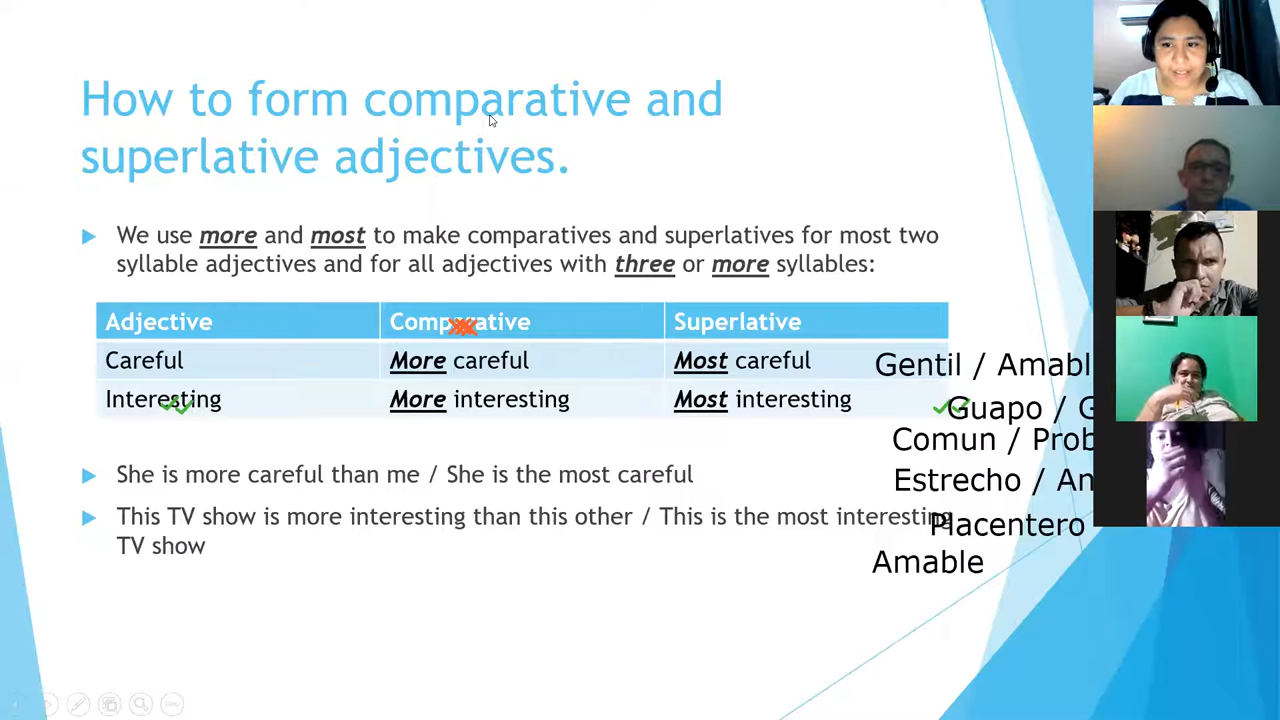 How to form comparative and
superlative adjectives.
We use more and most to make comparatives and superlatives for most two
syllable adjectives and for all adjectives with three or more syllables:
Adjective Comparative Superlative
Careful More careful Most careful
Interesting More interesting Most interesting
Gentil / Amabl
Guapo / G
Comun / Prob
Estrecho / An
Placentero
Amable
She is more careful than me / She is the most careful
This TV show is more interesting than this other / This is the most interesting
TV show